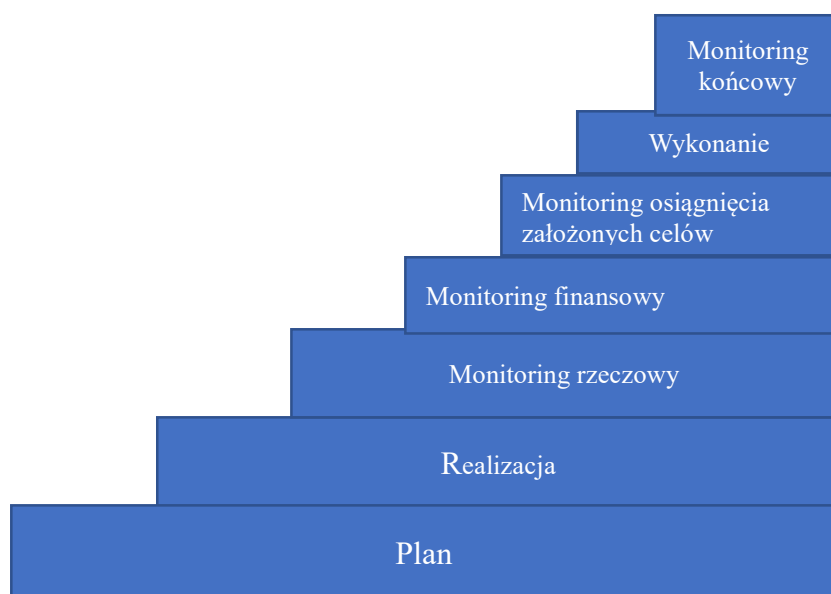 Monitoring
końcowy
Wykonanie
Monitoring osiągnięcia
założonych celów
Monitoring finansowy
Monitoring rzeczowy
Realizacja
Plan